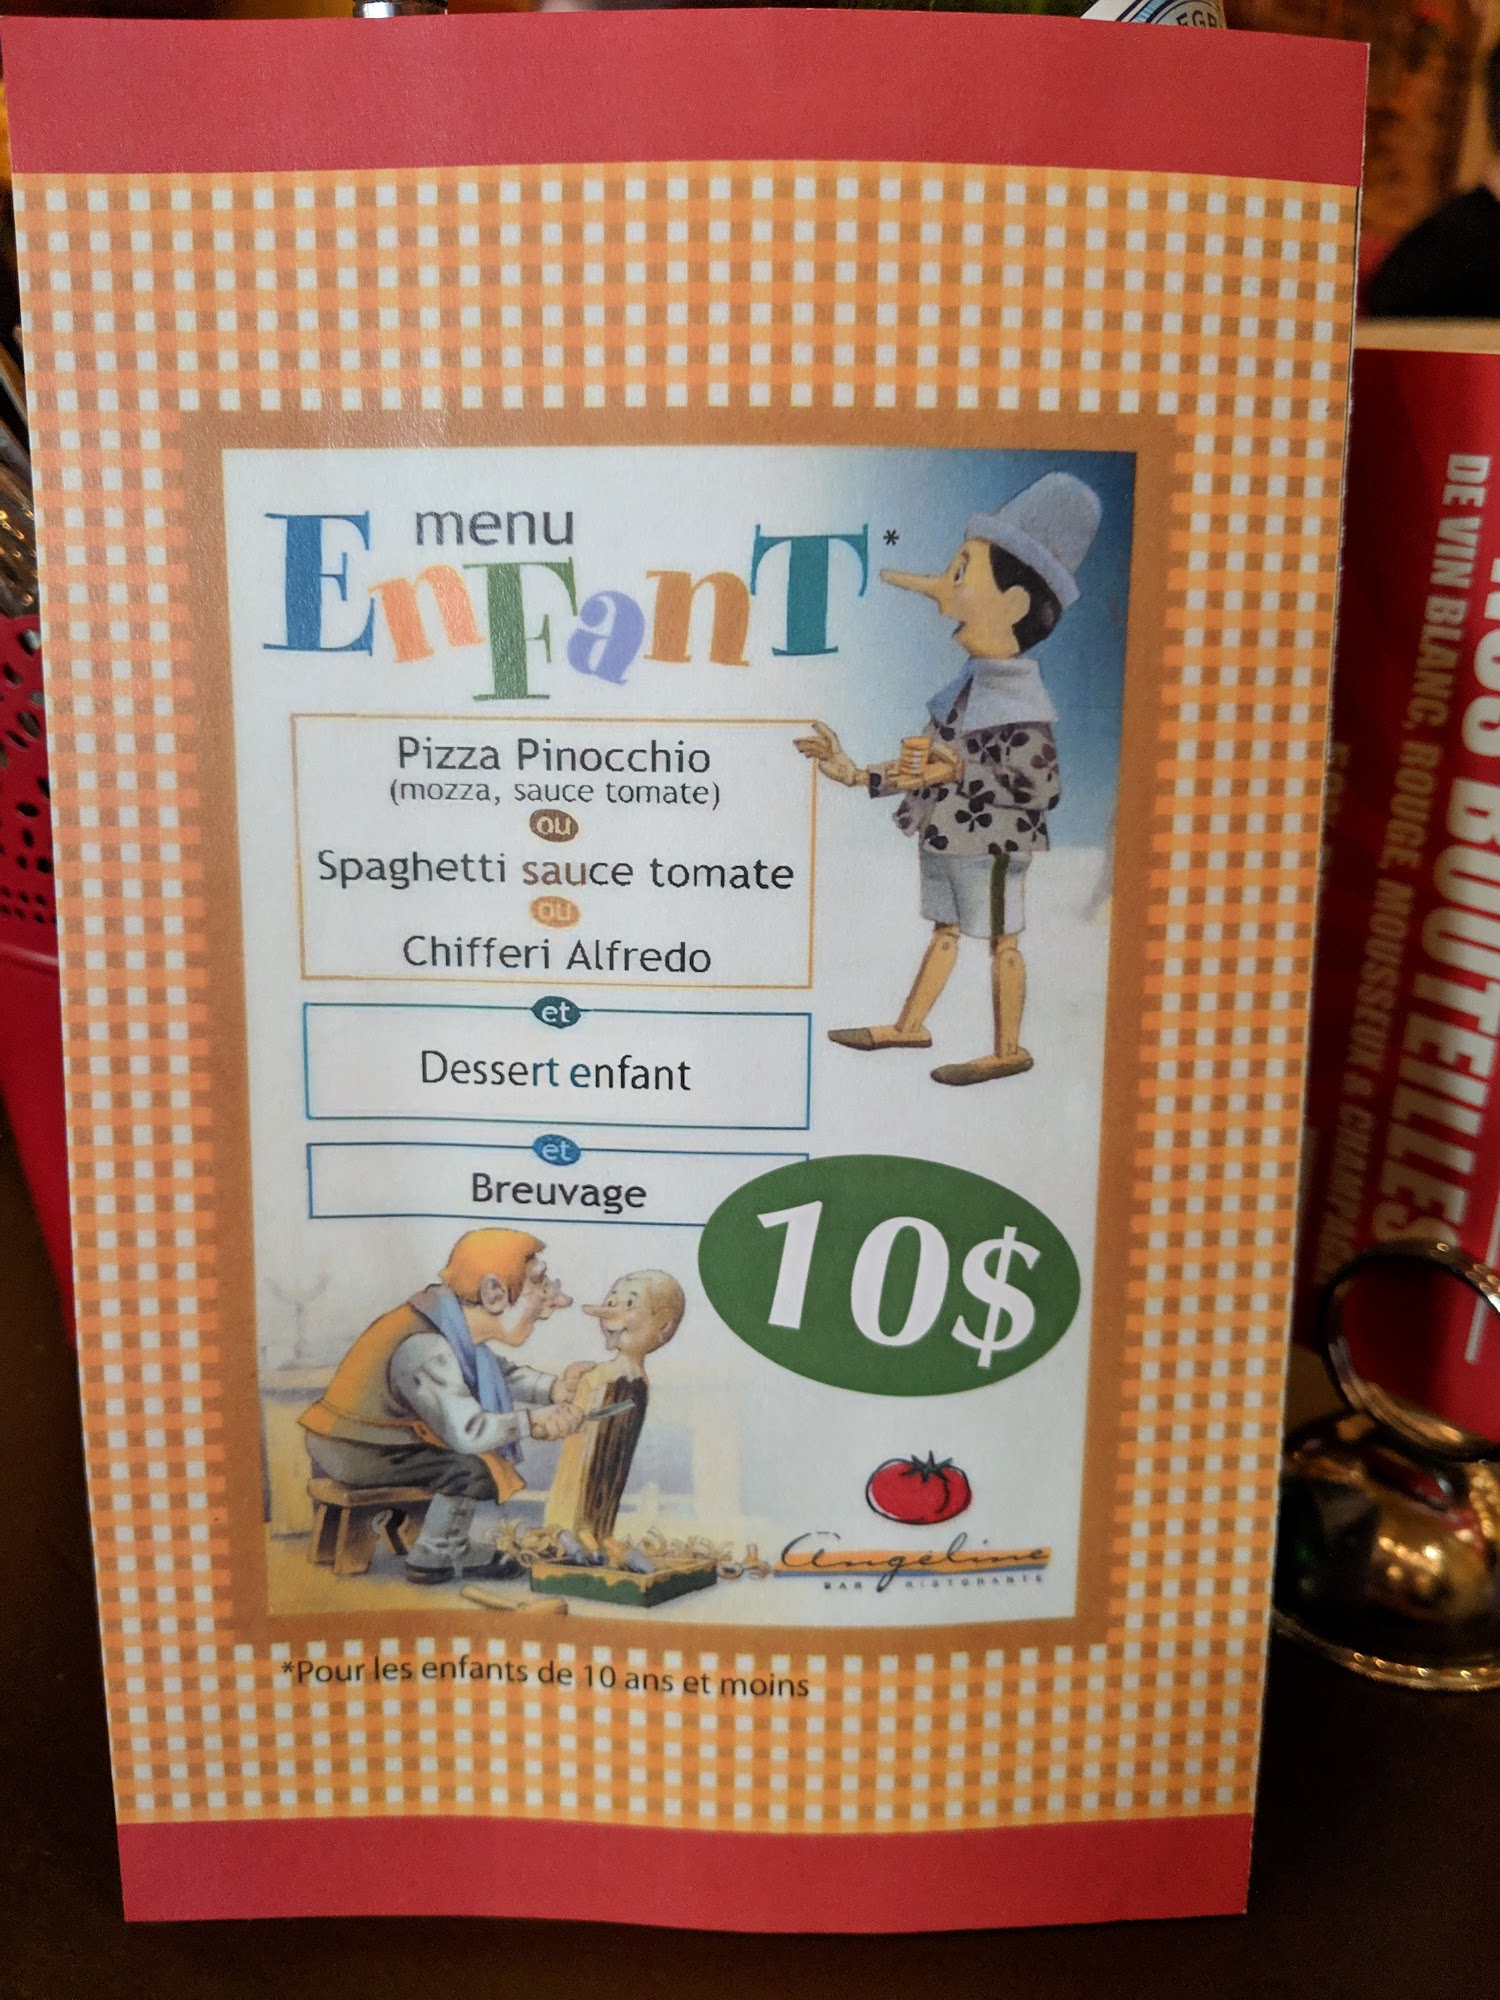 EGR
menu
EnFanT*
Pizza Pinocchio
(mozza, sauce tomate)
ou
Spaghetti sauce tomate
ou
Chifferi Alfredo
et
Dessert enfant
et
Breuvage
10$
Angéline
BAR RISTORANTE
*Pour les enfants de 10 ans et moins
NOS BOUTEILLES
DE VIN BLANC, ROUGE, MOUSSEUX & CHAMPAGNE